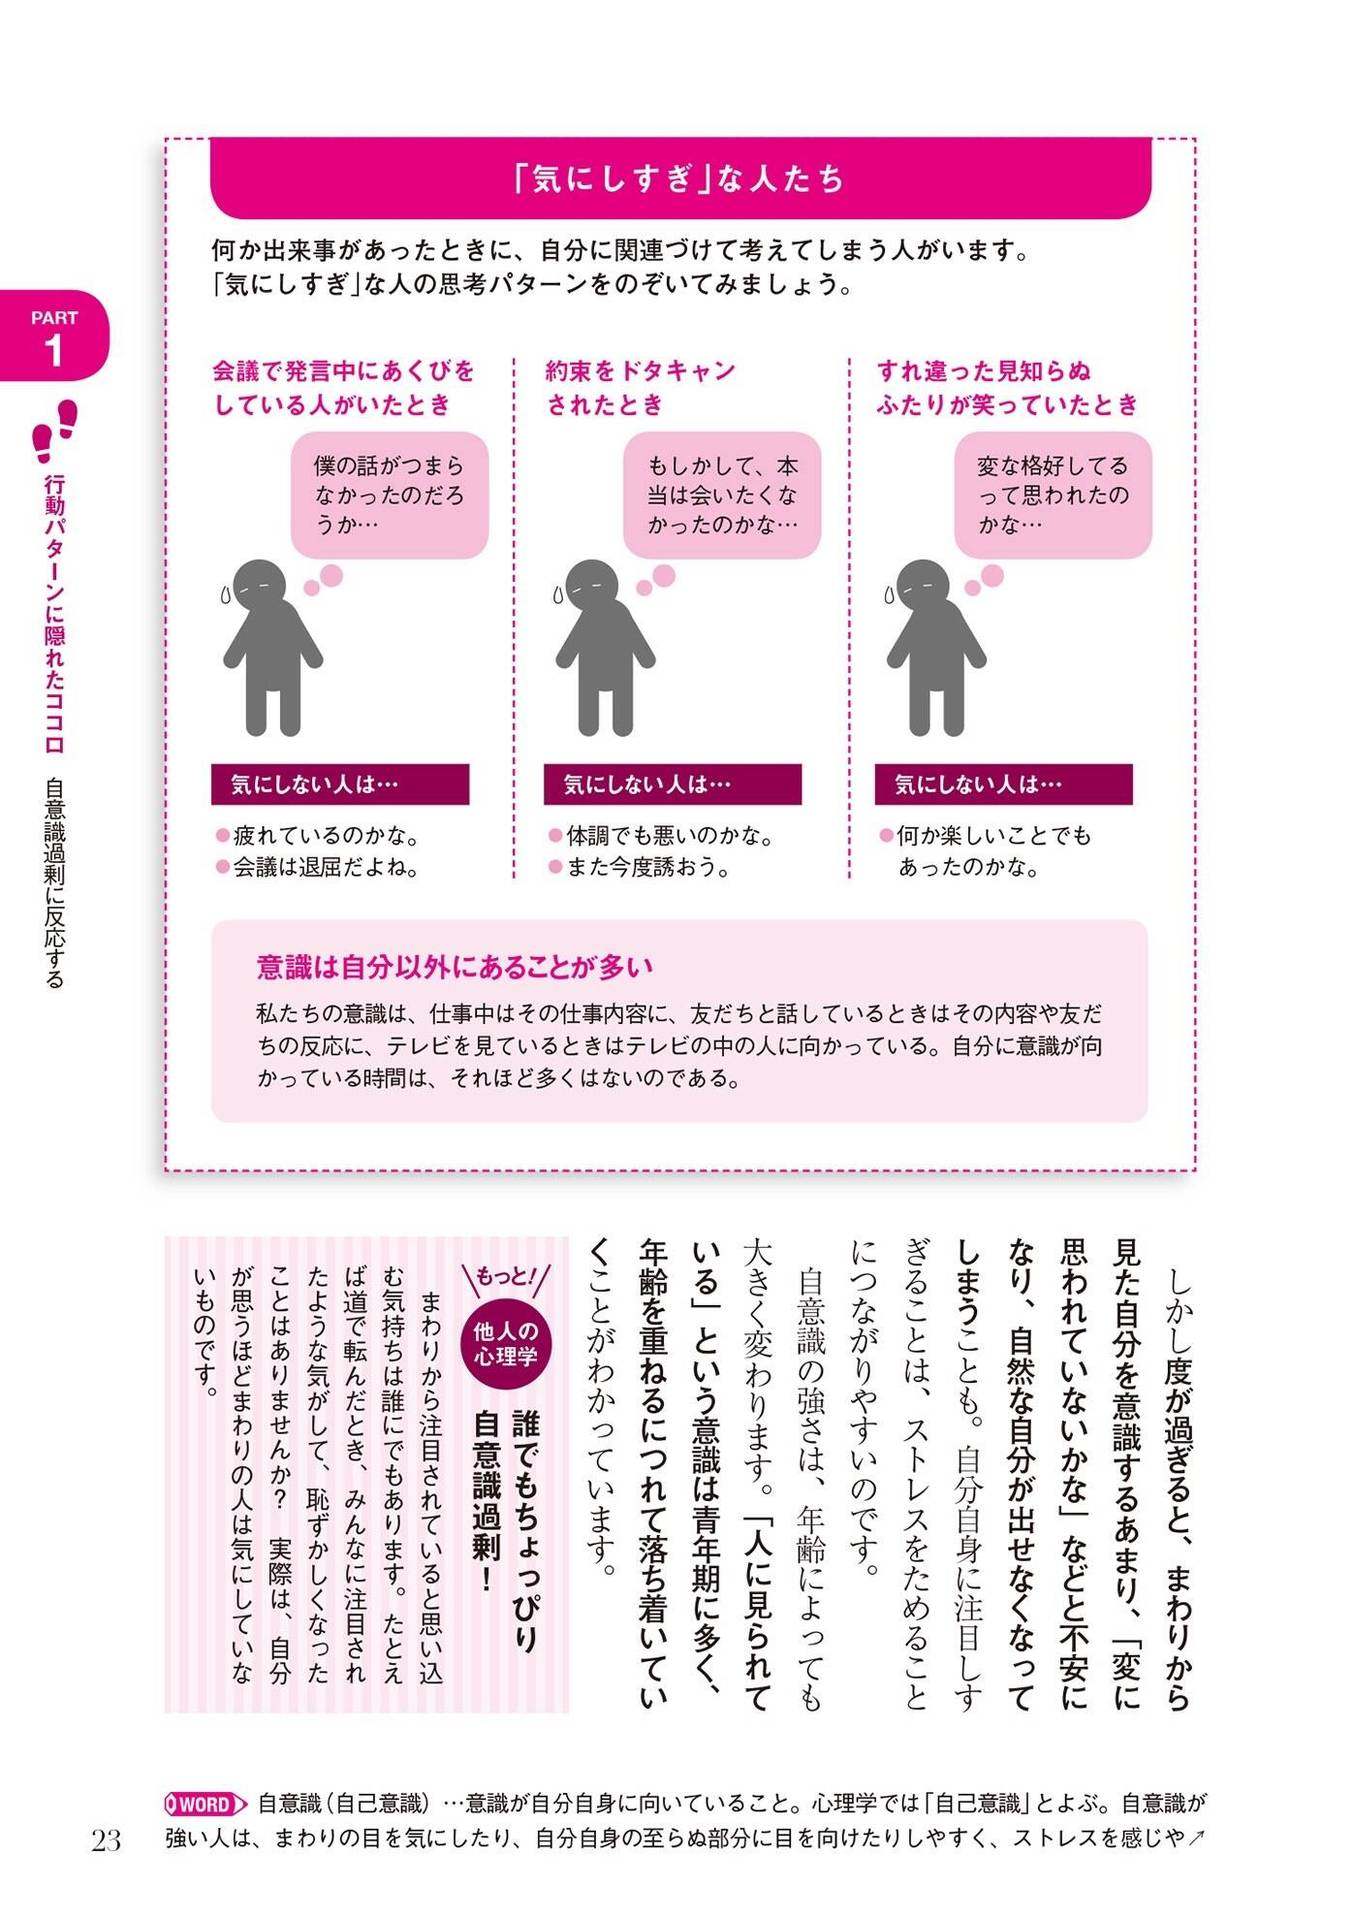 「気にしすぎ」な人たち
何か出来事があったときに、自分に関連づけて考えてしまう人がいます。
「気にしすぎ」な人の思考パターンをのぞいてみましょう。
会議で発言中にあくびを
している人がいたとき
僕の話がつまら
なかったのだろ
うか…
気にしない人は…
●疲れているのかな。
●会議は退屈だよね。
約束をドタキャン
されたとき
もしかして、本
当は会いたくな
かったのかな…
気にしない人は…
●体調でも悪いのかな。
●また今度誘おう。
すれ違った見知らぬ
ふたりが笑っていたとき
変な格好してる
って思われたの
かな…
気にしない人は…
●何か楽しいことでも
あったのかな。
意識は自分以外にあることが多い
私たちの意識は、仕事中はその仕事内容に、友だちと話しているときはその内容や友だ
ちの反応に、テレビを見ているときはテレビの中の人に向かっている。自分に意識が向
かっている時間は、それほど多くはないのである。
PART
1
行動パターンに隠れたココロ 自意識過剰に反応する
しかし度が過ぎると、まわりから
見た自分を意識するあまり、「変に
思われていないかな」などと不安に
なり、自然な自分が出せなくなって
しまうことも。自分自身に注目しす
ぎることは、ストレスをためること
につながりやすいのです。
自意識の強さは、年齢によっても
大きく変わります。「人に見られて
いる」という意識は青年期に多く、
年齢を重ねるにつれて落ち着いてい
くことがわかっています。
もっと!
他人の
心理学
誰でもちょっぴり
自意識過剰!
まわりから注目されていると思い込
む気持ちは誰にでもあります。たとえ
ば道で転んだとき、みんなに注目され
たような気がして、恥ずかしくなった
ことはありませんか? 実際は、自分
が思うほどまわりの人は気にしていな
いものです。
WORD 自意識(自己意識)…意識が自分自身に向いていること。心理学では「自己意識」とよぶ。自意識が
強い人は、まわりの目を気にしたり、自分自身の至らぬ部分に目を向けたりしやすく、ストレスを感じや↗
23